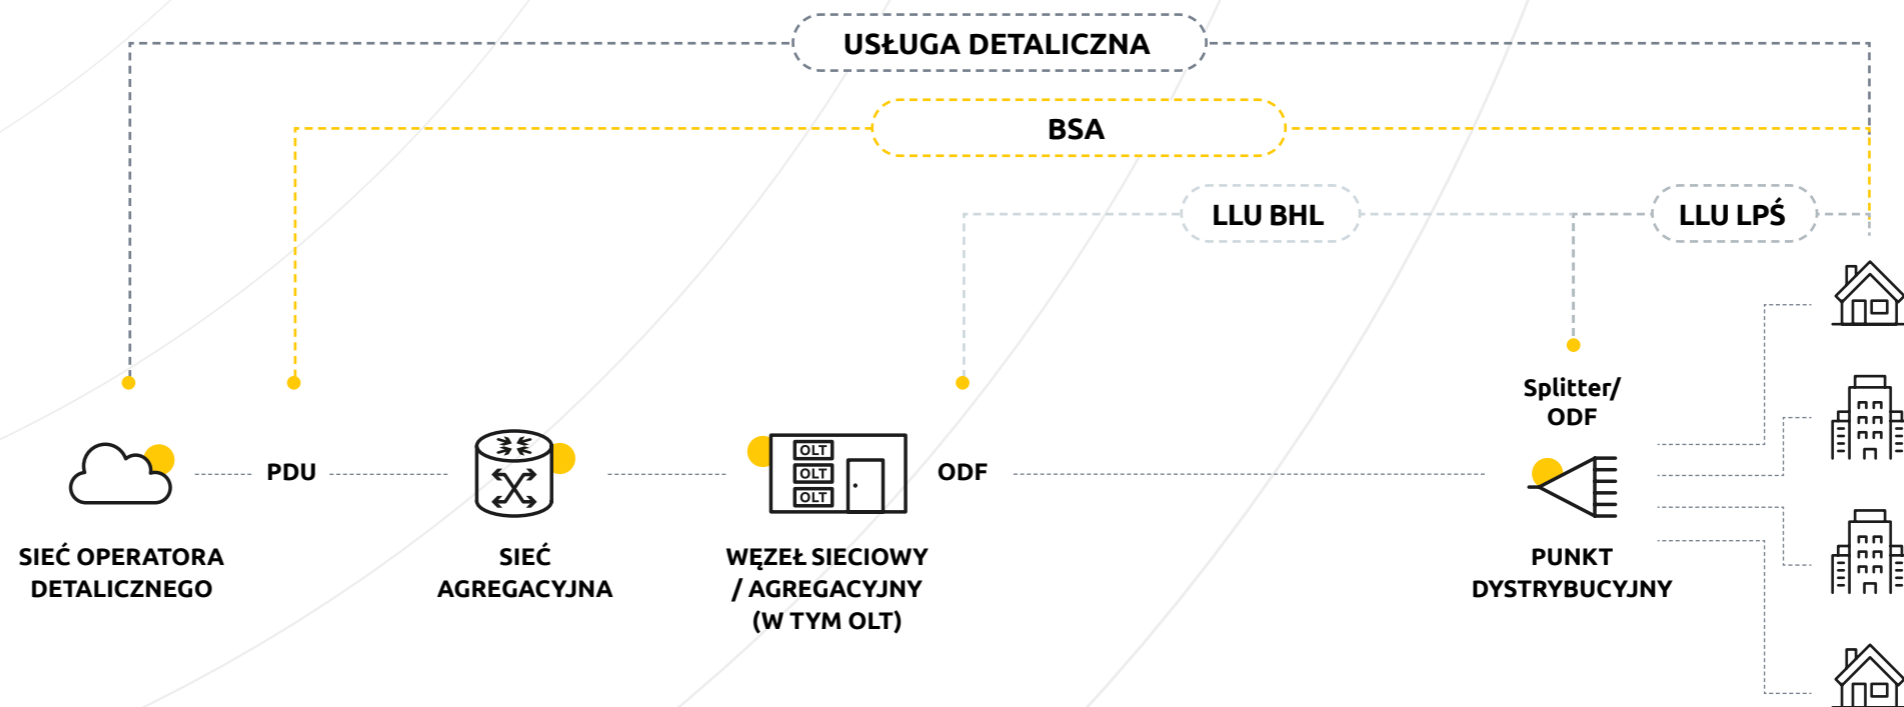 USŁUGA DETALICZNA
BSA
LLU BHL
LLU LPŚ
Splitter/
ODF
PDU
OLT
OLT
OLT
ODF
SIEĆ OPERATORA
DETALICZNEGO
SIEĆ
AGREGACYJNA
WĘZEŁ SIECIOWY
/ AGREGACYJNY
(W TYM OLT)
PUNKT
DYSTRYBUCYJNY